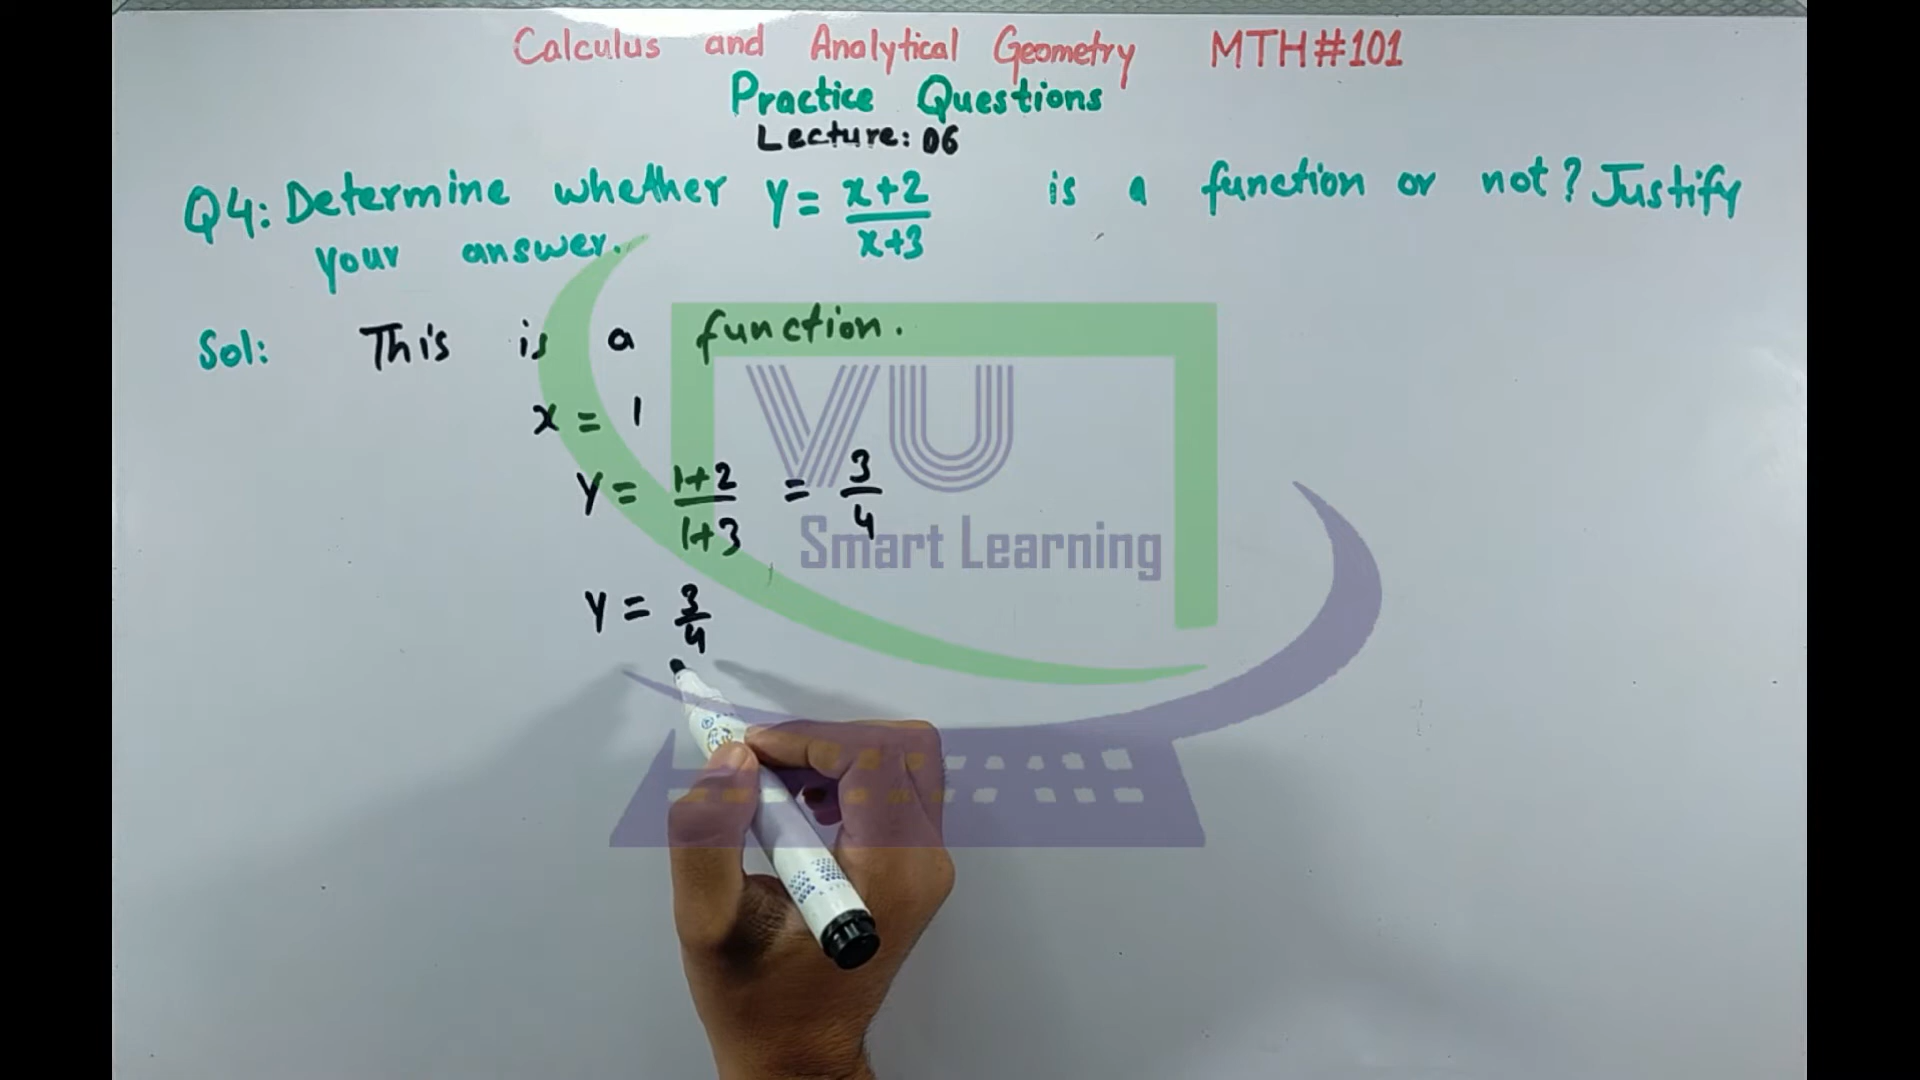 Calculus and Analytical Geometry MTH#101
Practice Questions
Lecture: 06
Q4: Determine whether y = (x+2)/(x+3) is a function or not? Justify
your answer.
Sol: This is a function.
x = 1
y = (1+2)/(1+3) = 3/4
y = 3/4
VU
Smart Learning